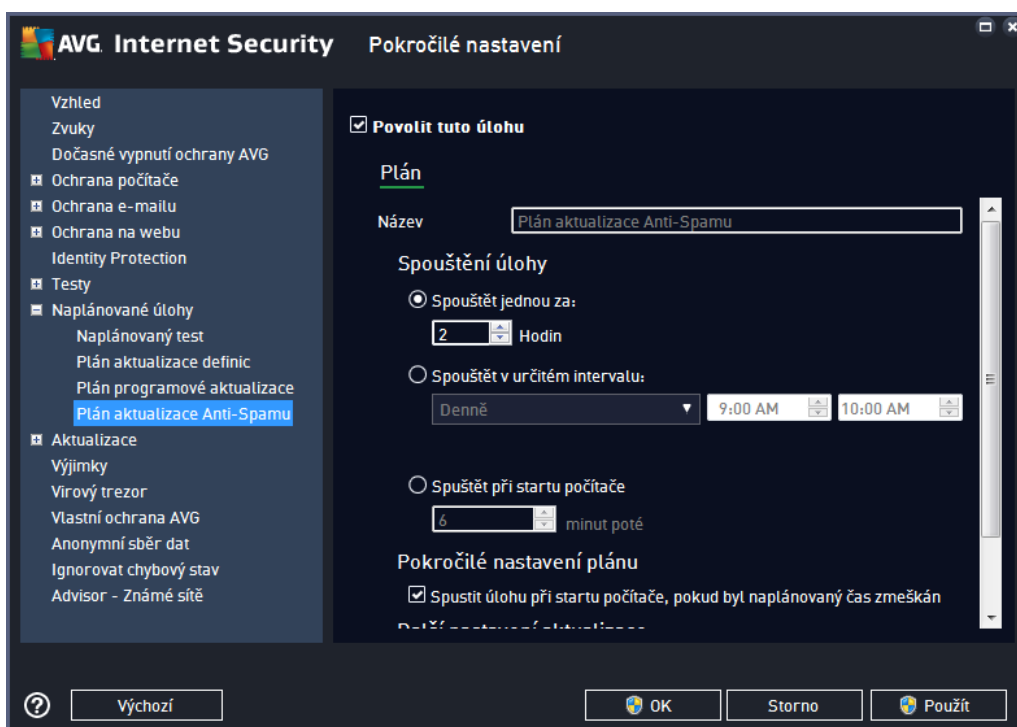 AVG. Internet Security Pokročilé nastavení
Vzhled
Zvuky
Dočasné vypnutí ochrany AVG
Ochrana počítače
Ochrana e-mailu
Ochrana na webu
Identity Protection
Testy
Naplánované úlohy
Naplánovaný test
Plán aktualizace definic
Plán programové aktualizace
Plán aktualizace Anti-Spamu
Aktualizace
Výjimky
Virový trezor
Vlastní ochrana AVG
Anonymní sběr dat
Ignorovat chybový stav
Advisor - Známé sítě
Povolit tuto úlohu
Plán
Název Plán aktualizace Anti-Spamu
Spouštění úlohy
Spouštět jednou za:
2 Hodin
Spouštět v určitém intervalu:
Denně 9:00 AM 10:00 AM
Spuštět při startu počítače
6 minut poté
Pokročilé nastavení plánu
Spustit úlohu při startu počítače, pokud byl naplánovaný čas zmeškán
Další nastavení aktualizace
? Výchozí OK Storno Použít